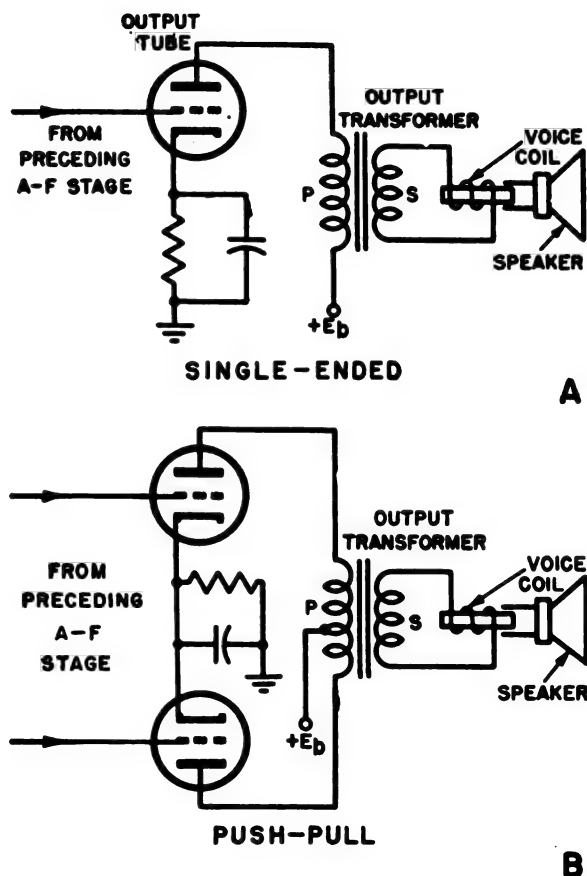 OUTPUT
TUBE
FROM
PRECEDING
A-F STAGE
OUTPUT
TRANSFORMER
P
S
VOICE
COIL
SPEAKER
+Eb
SINGLE-ENDED
A
FROM
PRECEDING
A-F
STAGE
OUTPUT
TRANSFORMER
P
S
VOICE
COIL
SPEAKER
+Eb
PUSH-PULL
B